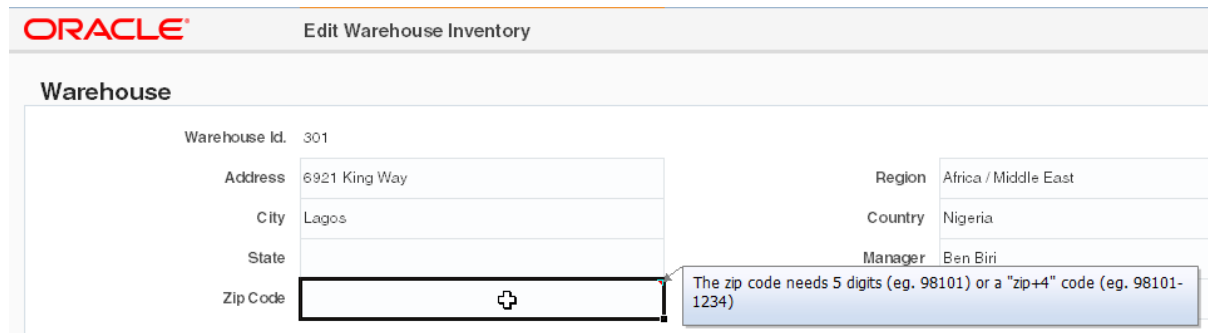 ORACLE
Edit Warehouse Inventory
Warehouse
Warehouse Id. 301
Address 6921 King Way Region Africa / Middle East
City Lagos Country Nigeria
State Manager Ben Biri
Zip Code
The zip code needs 5 digits (eg. 98101) or a "zip+4" code (eg. 98101-
1234)